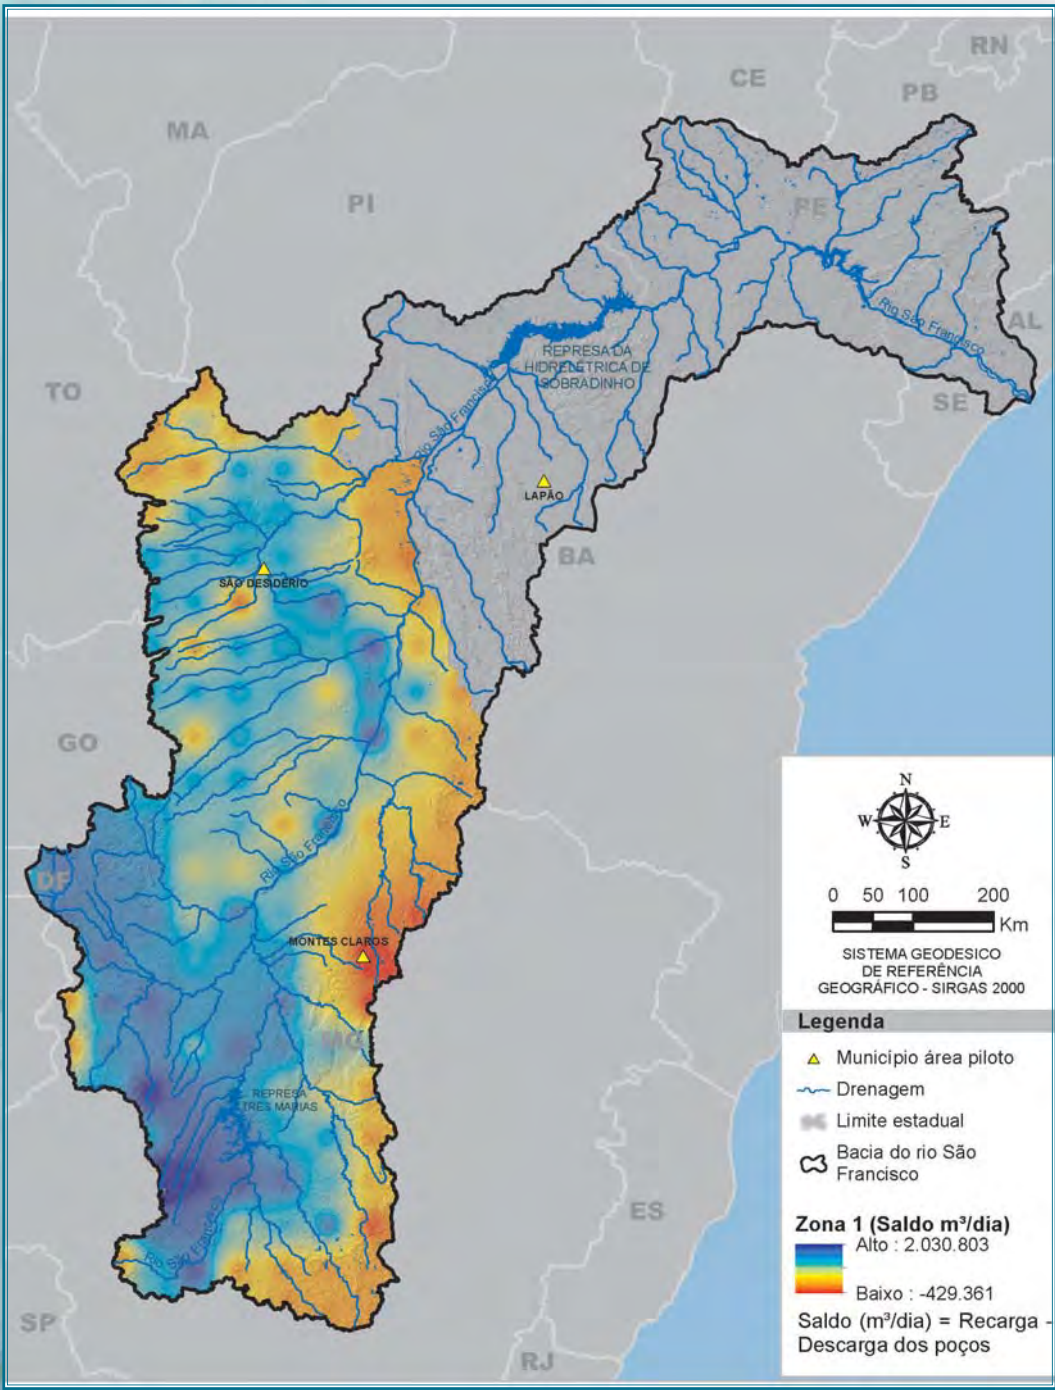 RN
CE
PB
MA
PI
PE
Rio São Francisco
AL
REPRESA DA
HIDRELÉTRICA DE
SOBRADINHO
TO
SE
Rio São Francisco
LAPÃO
BA
SÃO DESIDÉRIO
GO
Rio São Francisco
DF
MONTES CLAROS
MG
REPRESA
TRES MARIAS
Rio São Francisco
ES
SP
RJ
N
W E
S
0 50 100 200
Km
SISTEMA GEODESICO
DE REFERÊNCIA
GEOGRÁFICO - SIRGAS 2000
Legenda
Município área piloto
Drenagem
Limite estadual
Bacia do rio São
Francisco
Zona 1 (Saldo m³/dia)
Alto : 2.030.803
Baixo : -429.361
Saldo (m³/dia) = Recarga -
Descarga dos poços